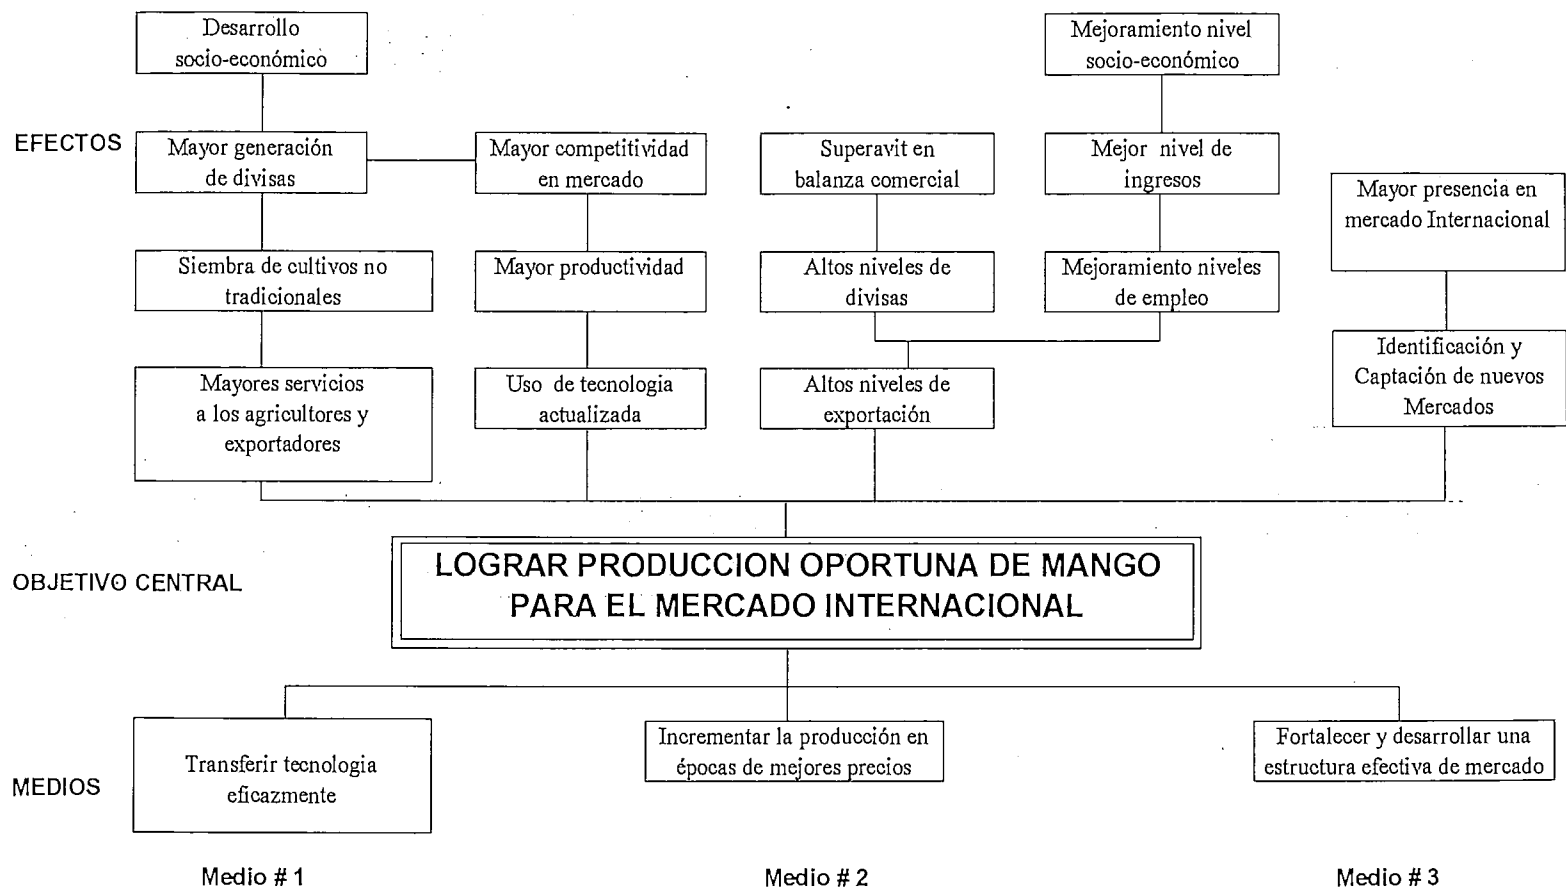 Desarrollo
socio-económico
Mejoramiento nivel
socio-económico
EFECTOS
Mayor generación
de divisas
Mayor competitividad
en mercado
Superavit en
balanza comercial
Mejor nivel de
ingresos
Mayor presencia en
mercado Internacional
Siembra de cultivos no
tradicionales
Mayor productividad
Altos niveles de
divisas
Mejoramiento niveles
de empleo
Identificación y
Captación de nuevos
Mercados
Mayores servicios
a los agricultores y
exportadores
Uso de tecnologia
actualizada
Altos niveles de
exportación
OBJETIVO CENTRAL
LOGRAR PRODUCCION OPORTUNA DE MANGO
PARA EL MERCADO INTERNACIONAL
MEDIOS
Transferir tecnologia
eficazmente
Incrementar la producción en
épocas de mejores precios
Fortalecer y desarrollar una
estructura efectiva de mercado
Medio # 1
Medio # 2
Medio # 3